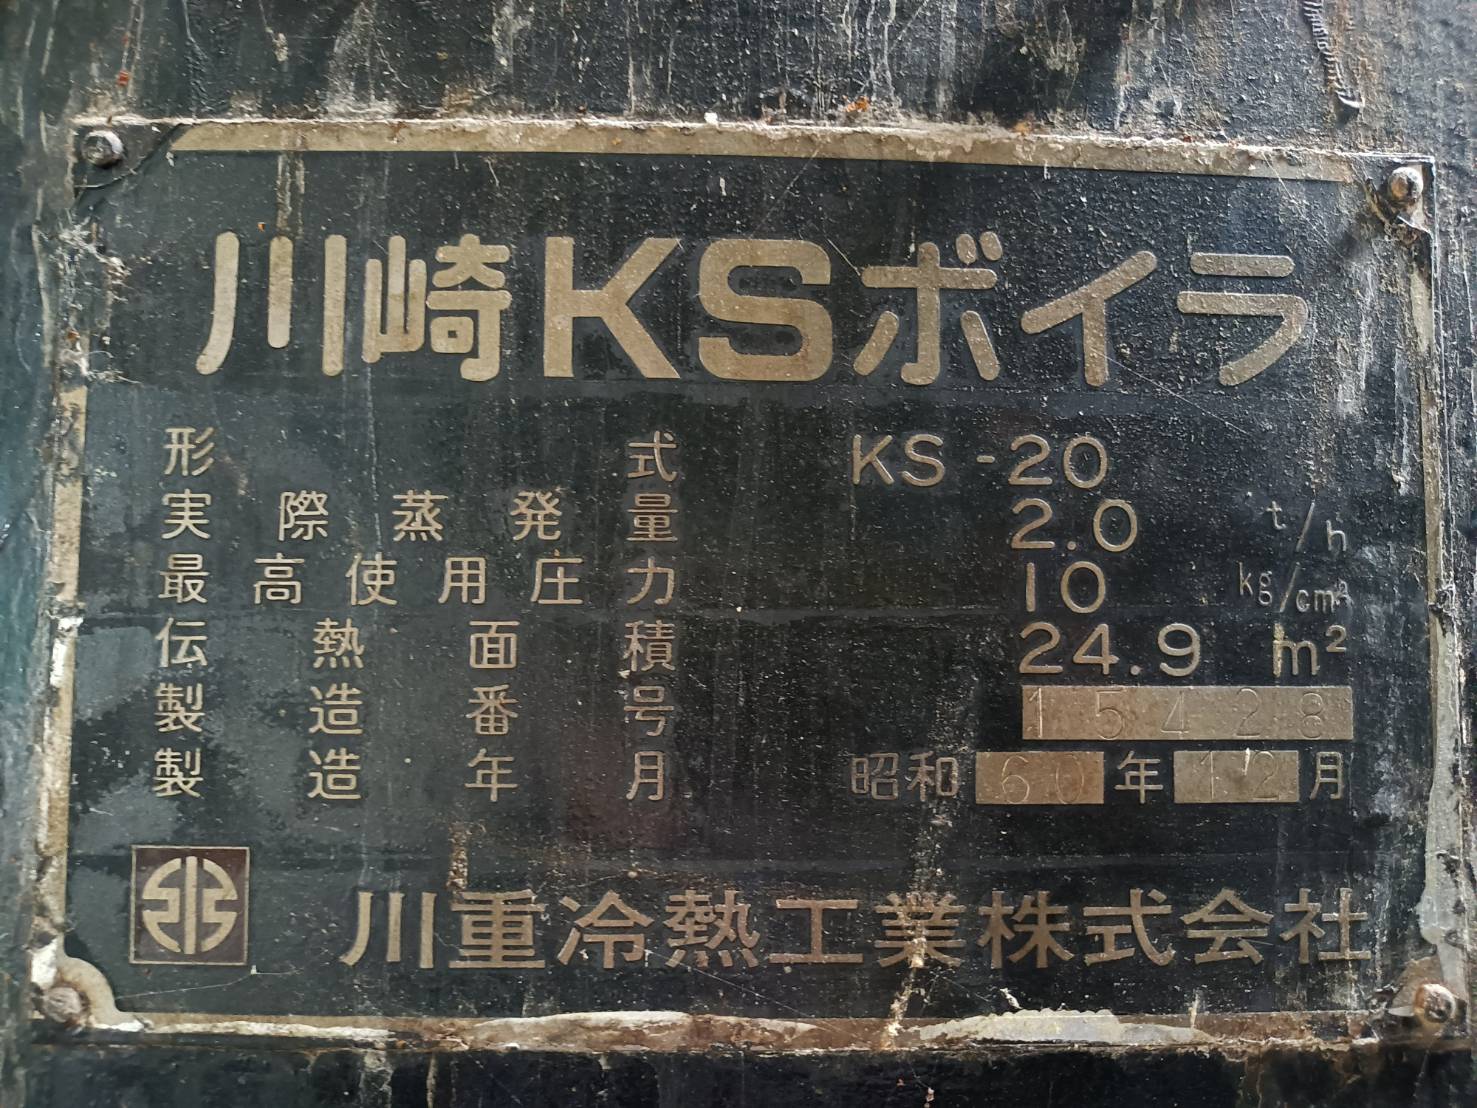 川崎KSボイラ
形式 KS-20
実際蒸発量 2.0 t/h
最高使用圧力 10 kg/cm²
伝熱面積 24.9 m²
製造番号 15428
製造年月 昭和60年12月
川重冷熱工業株式会社